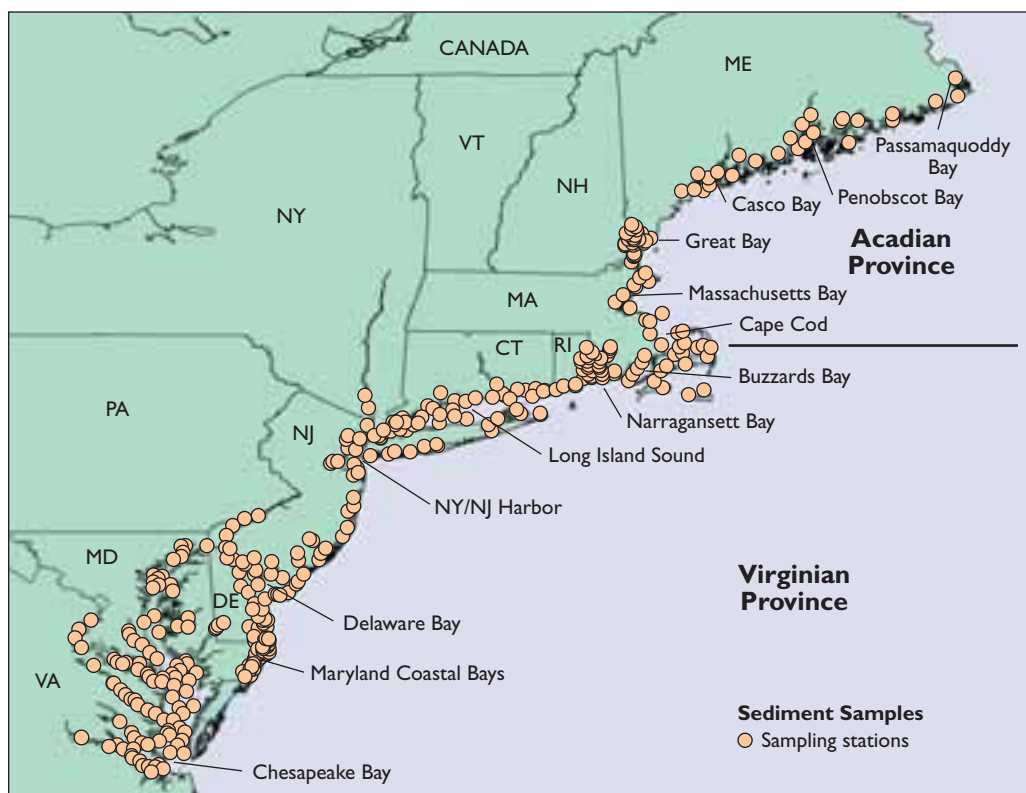 CANADA
ME
VT
NH
NY
Passamaquoddy
Bay
Penobscot Bay
Casco Bay
Great Bay
Acadian
Province
Massachusetts Bay
MA
Cape Cod
CT
RI
Buzzards Bay
PA
NJ
Narragansett Bay
Long Island Sound
NY/NJ Harbor
MD
Virginian
Province
DE
Delaware Bay
VA
Maryland Coastal Bays
Sediment Samples
Sampling stations
Chesapeake Bay